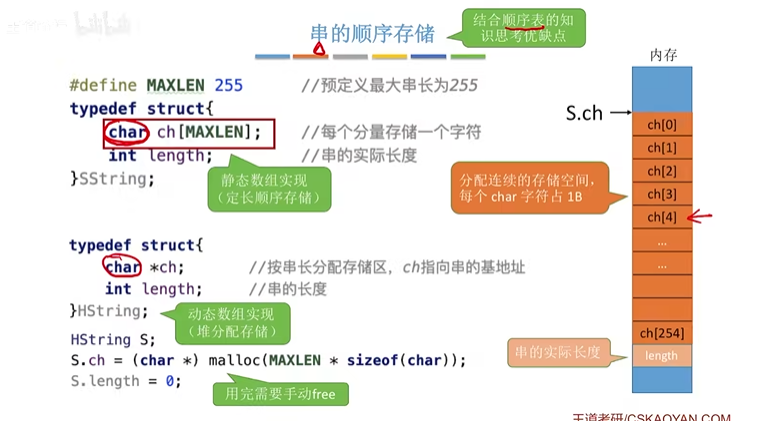 串的顺序存储
结合顺序表的知
识思考优缺点
#define MAXLEN 255 //预定义最大串长为255
typedef struct{
char ch[MAXLEN]; //每个分量存储一个字符
int length; //串的实际长度
}SString;
静态数组实现
（定长顺序存储）
typedef struct{
char *ch; //按串长分配存储区，ch指向串的基地址
int length; //串的长度
}HString;
动态数组实现
（堆分配存储）
HString S;
S.ch = (char *) malloc(MAXLEN * sizeof(char));
S.length = 0;
用完需要手动free
分配连续的存储空间，
每个 char 字符占 1B
串的实际长度
内存
S.ch
ch[0]
ch[1]
ch[2]
ch[3]
ch[4]
...
...
ch[254]
length
王道考研/CSKAOYAN.COM